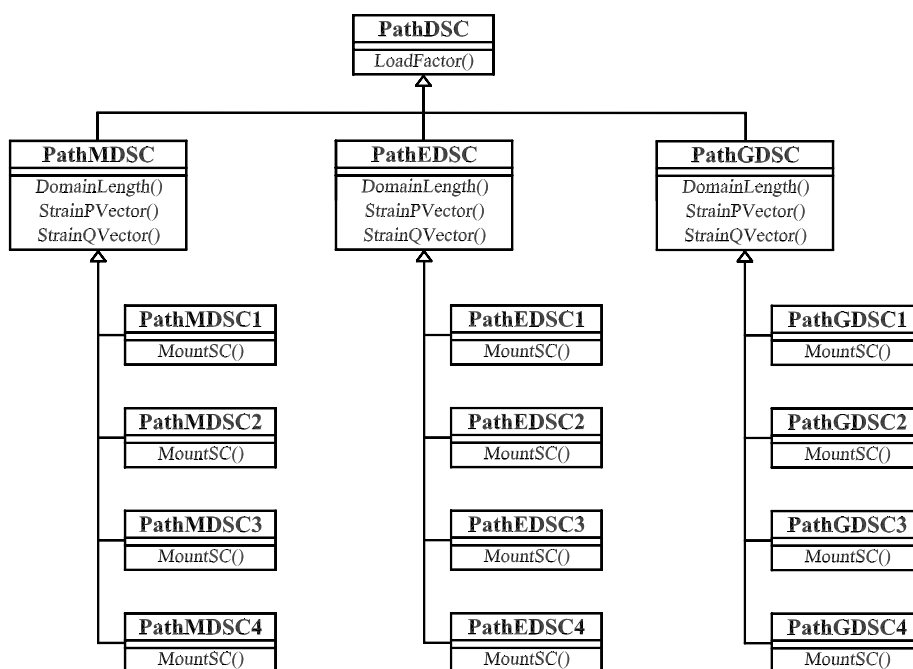 PathDSC
LoadFactor()
PathMDSC
DomainLength()
StrainPVector()
StrainQVector()
PathEDSC
DomainLength()
StrainPVector()
StrainQVector()
PathGDSC
DomainLength()
StrainPVector()
StrainQVector()
PathMDSC1
MountSC()
PathEDSC1
MountSC()
PathGDSC1
MountSC()
PathMDSC2
MountSC()
PathEDSC2
MountSC()
PathGDSC2
MountSC()
PathMDSC3
MountSC()
PathEDSC3
MountSC()
PathGDSC3
MountSC()
PathMDSC4
MountSC()
PathEDSC4
MountSC()
PathGDSC4
MountSC()